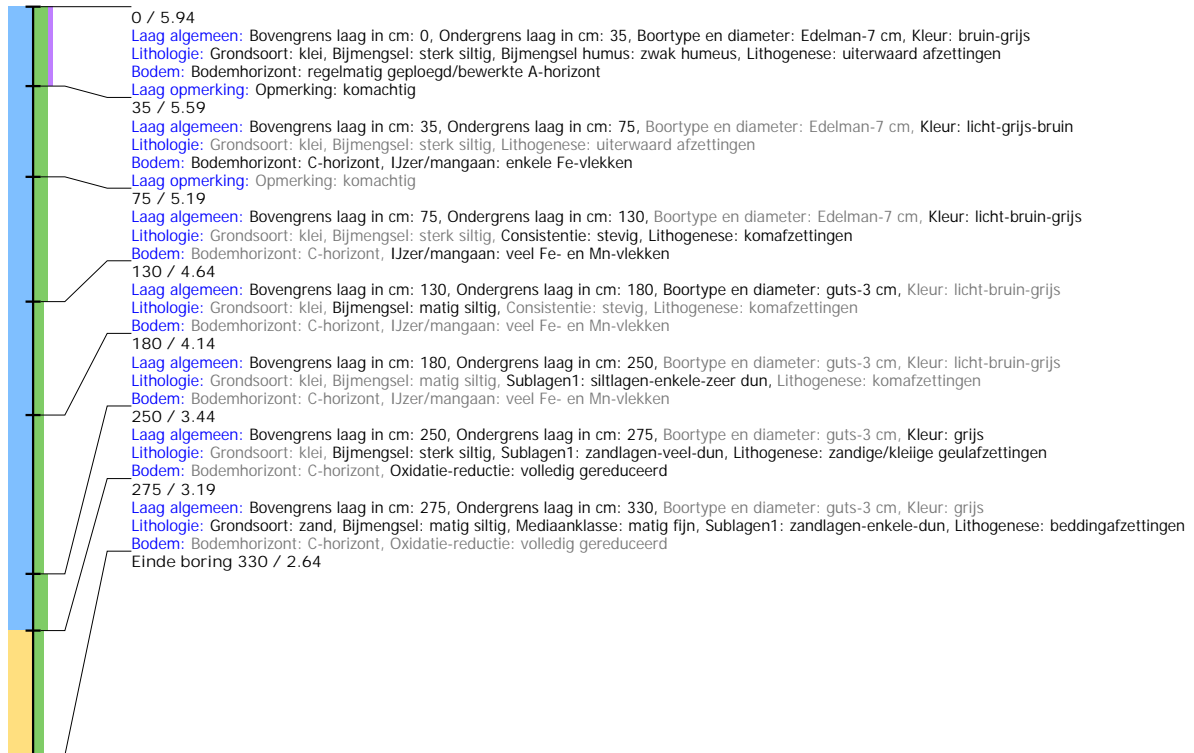 0 / 5.94
Laag algemeen: Bovengrens laag in cm: 0, Ondergrens laag in cm: 35, Boortype en diameter: Edelman-7 cm, Kleur: bruin-grijs
Lithologie: Grondsoort: klei, Bijmengsel: sterk siltig, Bijmengsel humus: zwak humeus, Lithogenese: uiterwaard afzettingen
Bodem: Bodemhorizont: regelmatig geploegd/bewerkte A-horizont
Laag opmerking: Opmerking: komachtig
35 / 5.59
Laag algemeen: Bovengrens laag in cm: 35, Ondergrens laag in cm: 75, Boortype en diameter: Edelman-7 cm, Kleur: licht-grijs-bruin
Lithologie: Grondsoort: klei, Bijmengsel: sterk siltig, Lithogenese: uiterwaard afzettingen
Bodem: Bodemhorizont: C-horizont, IJzer/mangaan: enkele Fe-vlekken
Laag opmerking: Opmerking: komachtig
75 / 5.19
Laag algemeen: Bovengrens laag in cm: 75, Ondergrens laag in cm: 130, Boortype en diameter: Edelman-7 cm, Kleur: licht-bruin-grijs
Lithologie: Grondsoort: klei, Bijmengsel: sterk siltig, Consistentie: stevig, Lithogenese: komafzettingen
Bodem: Bodemhorizont: C-horizont, IJzer/mangaan: veel Fe- en Mn-vlekken
130 / 4.64
Laag algemeen: Bovengrens laag in cm: 130, Ondergrens laag in cm: 180, Boortype en diameter: guts-3 cm, Kleur: licht-bruin-grijs
Lithologie: Grondsoort: klei, Bijmengsel: matig siltig, Consistentie: stevig, Lithogenese: komafzettingen
Bodem: Bodemhorizont: C-horizont, IJzer/mangaan: veel Fe- en Mn-vlekken
180 / 4.14
Laag algemeen: Bovengrens laag in cm: 180, Ondergrens laag in cm: 250, Boortype en diameter: guts-3 cm, Kleur: licht-bruin-grijs
Lithologie: Grondsoort: klei, Bijmengsel: matig siltig, Sublagen1: siltlagen-enkele-zeer dun, Lithogenese: komafzettingen
Bodem: Bodemhorizont: C-horizont, IJzer/mangaan: veel Fe- en Mn-vlekken
250 / 3.44
Laag algemeen: Bovengrens laag in cm: 250, Ondergrens laag in cm: 275, Boortype en diameter: guts-3 cm, Kleur: grijs
Lithologie: Grondsoort: klei, Bijmengsel: sterk siltig, Sublagen1: zandlagen-veel-dun, Lithogenese: zandige/kleiige geulafzettingen
Bodem: Bodemhorizont: C-horizont, Oxidatie-reductie: volledig gereduceerd
275 / 3.19
Laag algemeen: Bovengrens laag in cm: 275, Ondergrens laag in cm: 330, Boortype en diameter: guts-3 cm, Kleur: grijs
Lithologie: Grondsoort: zand, Bijmengsel: matig siltig, Mediaanklasse: matig fijn, Sublagen1: zandlagen-enkele-dun, Lithogenese: beddingafzettingen
Bodem: Bodemhorizont: C-horizont, Oxidatie-reductie: volledig gereduceerd
Einde boring 330 / 2.64